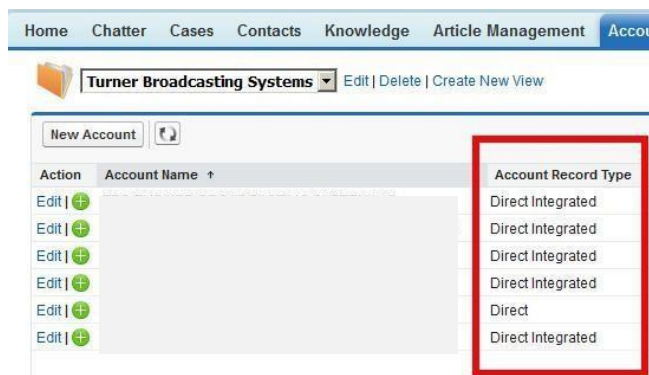 Home Chatter Cases Contacts Knowledge Article Management Accou
Turner Broadcasting Systems Edit | Delete | Create New View
New Account
Action Account Name ↑ Account Record Type
Edit | Direct Integrated
Edit | Direct Integrated
Edit | Direct Integrated
Edit | Direct Integrated
Edit | Direct
Edit | Direct Integrated